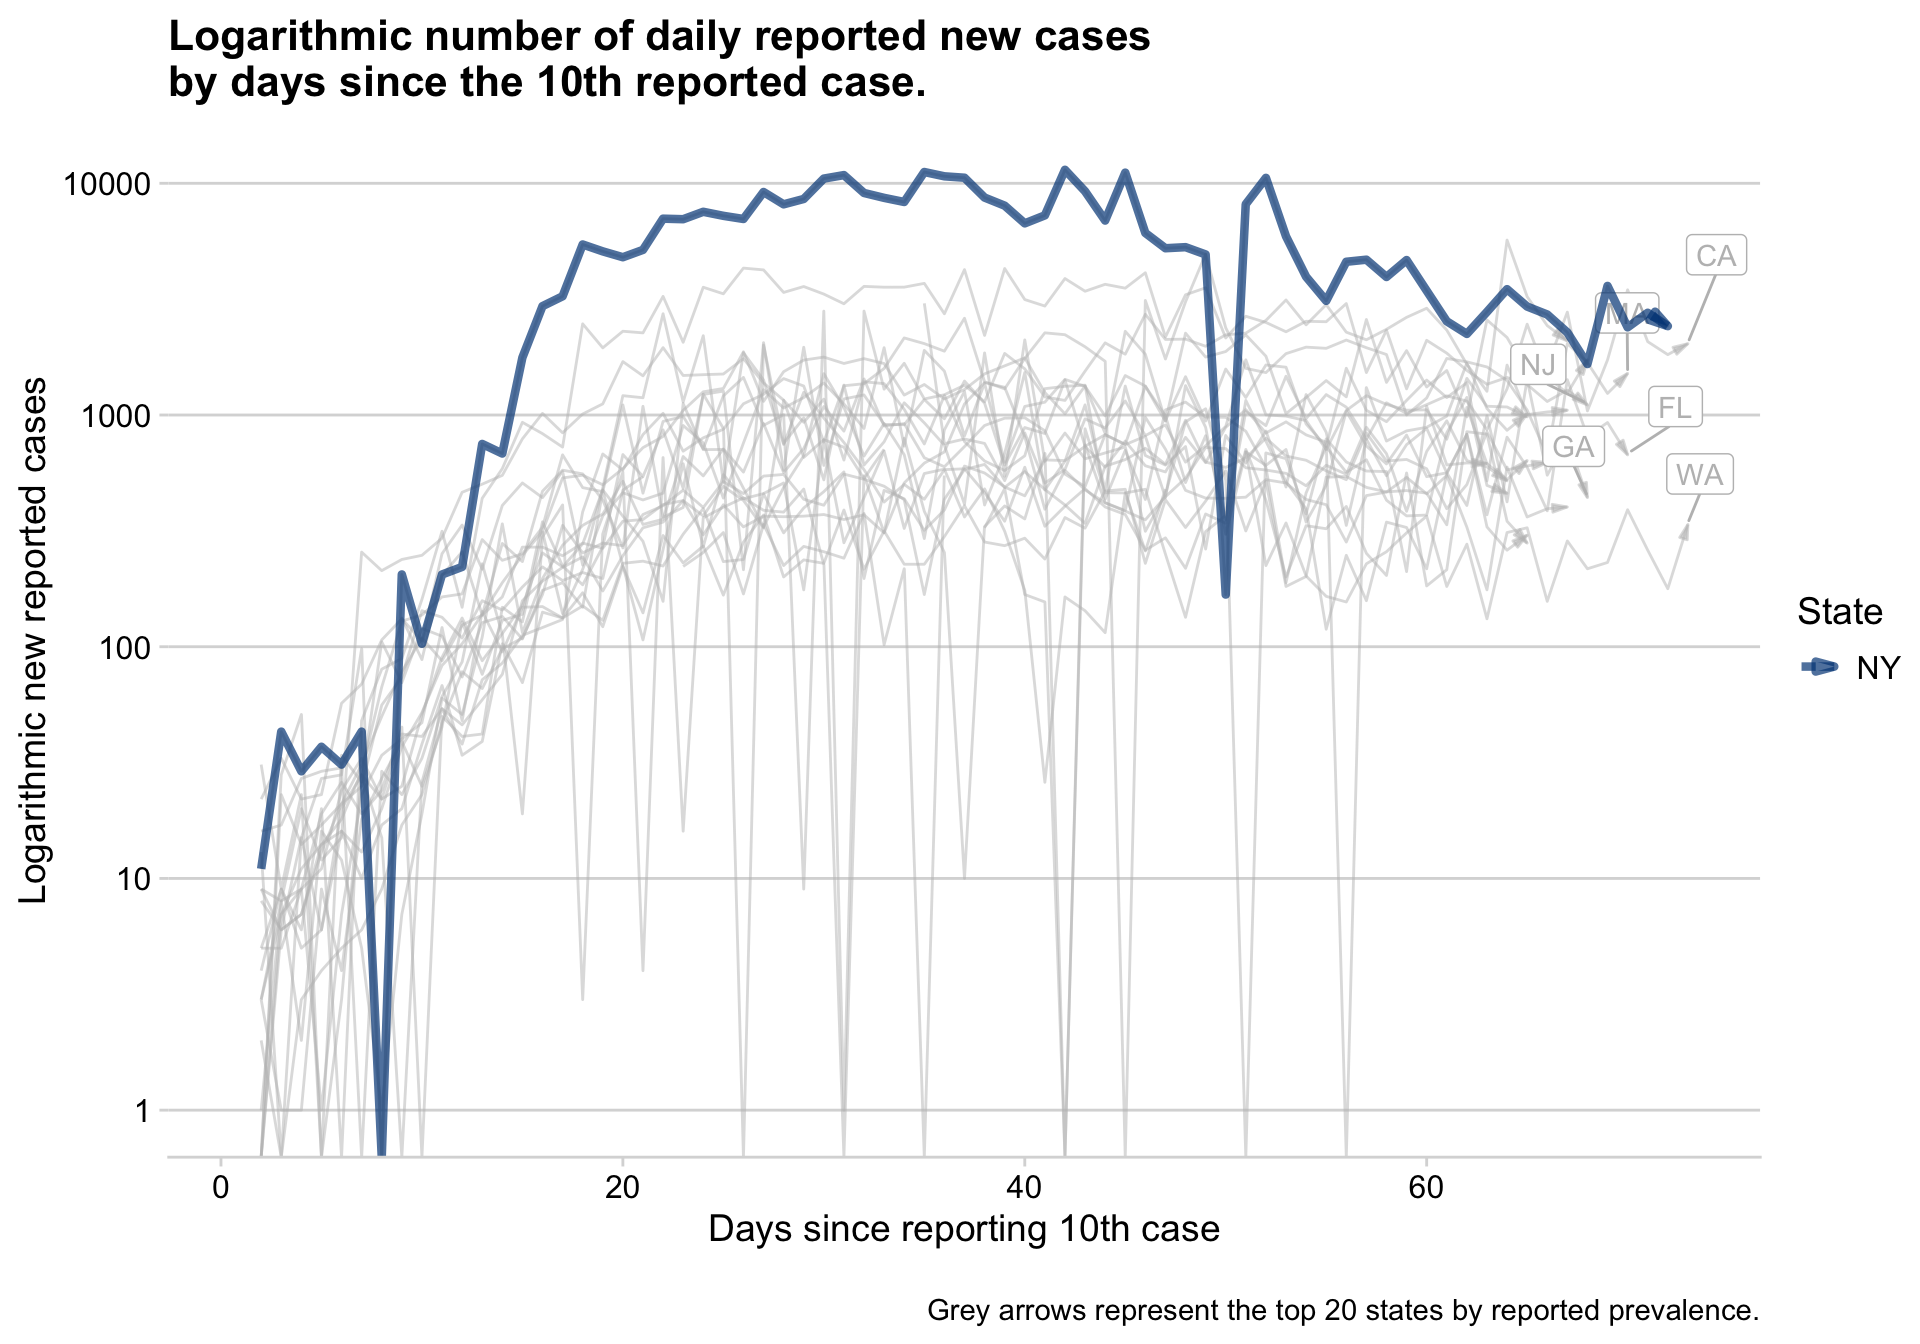 Logarithmic number of daily reported new cases
by days since the 10th reported case.
Logarithmic new reported cases
10000
1000
100
10
1
CA
MA
NJ
FL
GA
WA
State
NY
0
20
40
60
Days since reporting 10th case
Grey arrows represent the top 20 states by reported prevalence.